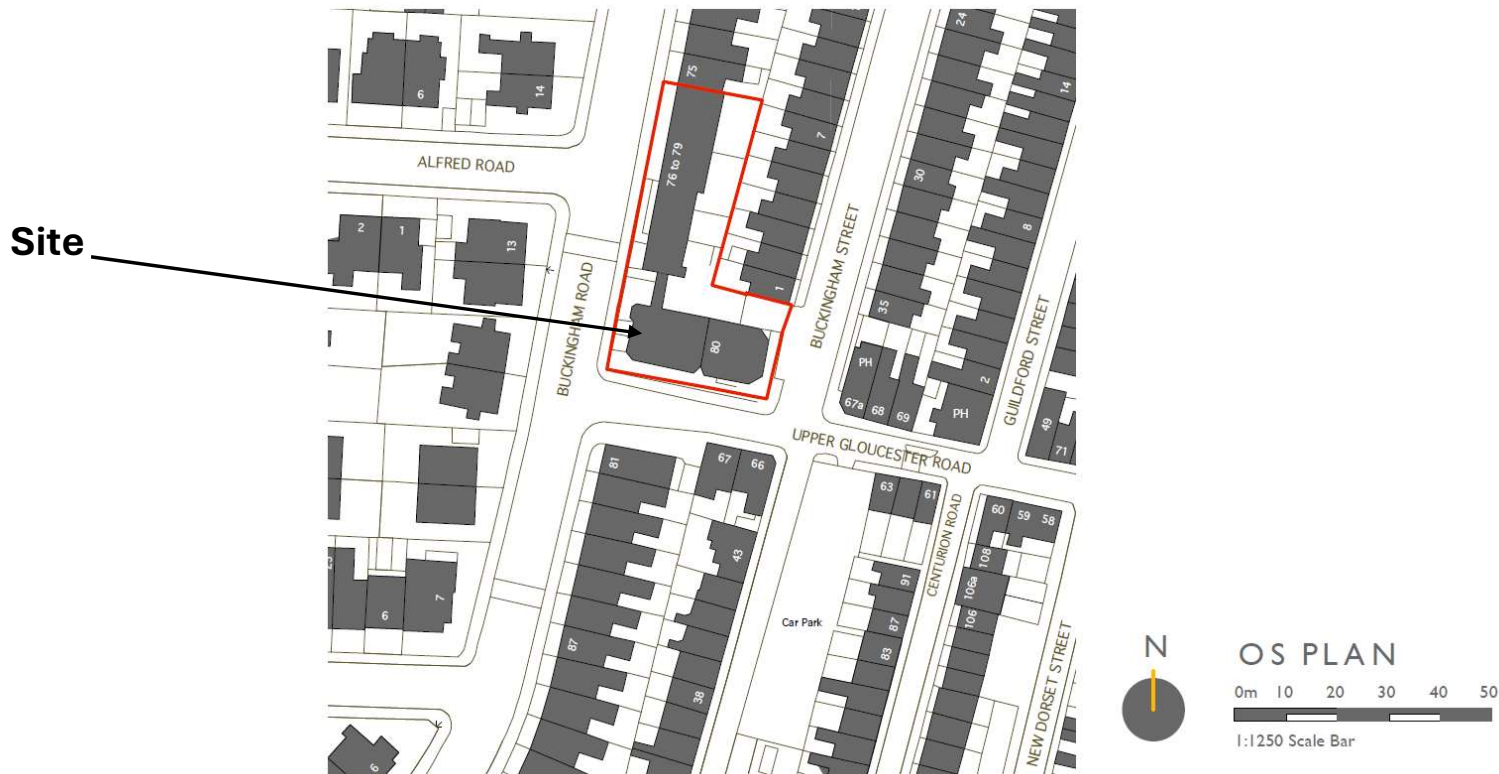 24
75
14
6
14
7
ALFRED ROAD
76 to 79
30
Site
2
1
13
8
BUCKINGHAM ROAD
BUCKINGHAM STREET
1
35
GUILDFORD STREET
80
PH
2
67a
68
69
PH
49
71
UPPER GLOUCESTER ROAD
81
67
66
63
61
CENTURION ROAD
60
59
58
43
108
91
106a
Car Park
87
106
6
7
87
83
38
NEW DORSET STREET
6
N
OS PLAN
0m 10 20 30 40 50
1:1250 Scale Bar